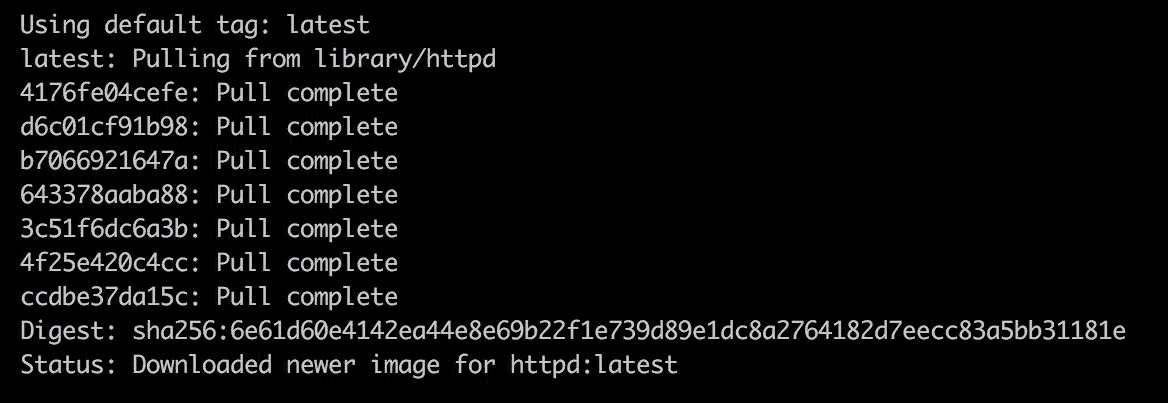 Using default tag: latest
latest: Pulling from library/httpd
4176fe04cefe: Pull complete
d6c01cf91b98: Pull complete
b7066921647a: Pull complete
643378aaba88: Pull complete
3c51f6dc6a3b: Pull complete
4f25e420c4cc: Pull complete
ccdbe37da15c: Pull complete
Digest: sha256:6e61d60e4142ea44e8e69b22f1e739d89e1dc8a2764182d7eecc83a5bb31181e
Status: Downloaded newer image for httpd:latest